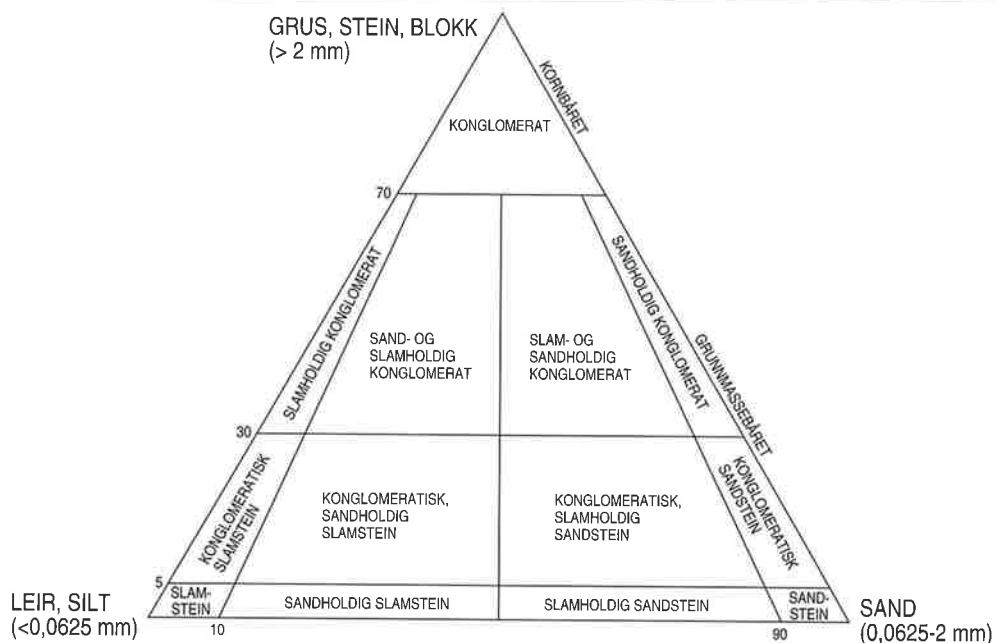 GRUS, STEIN, BLOKK
(> 2 mm)
KORNBÅRET
KONGLOMERAT
70
SLAMHOLDIG KONGLOMERAT
SANDHOLDIG KONGLOMERAT
SAND- OG
SLAMHOLDIG
KONGLOMERAT
SLAM- OG
SANDHOLDIG
KONGLOMERAT
GRUNNMASSEBÅRET
30
KONGLOMERATISK
SLAMSTEIN
KONGLOMERATISK,
SANDHOLDIG
SLAMSTEIN
KONGLOMERATISK,
SLAMHOLDIG
SANDSTEIN
KONGLOMERATISK
SANDSTEIN
5
SLAM-
STEIN
SANDHOLDIG SLAMSTEIN
SLAMHOLDIG SANDSTEIN
SAND-
STEIN
LEIR, SILT
(<0,0625 mm)
10
90
SAND
(0,0625-2 mm)